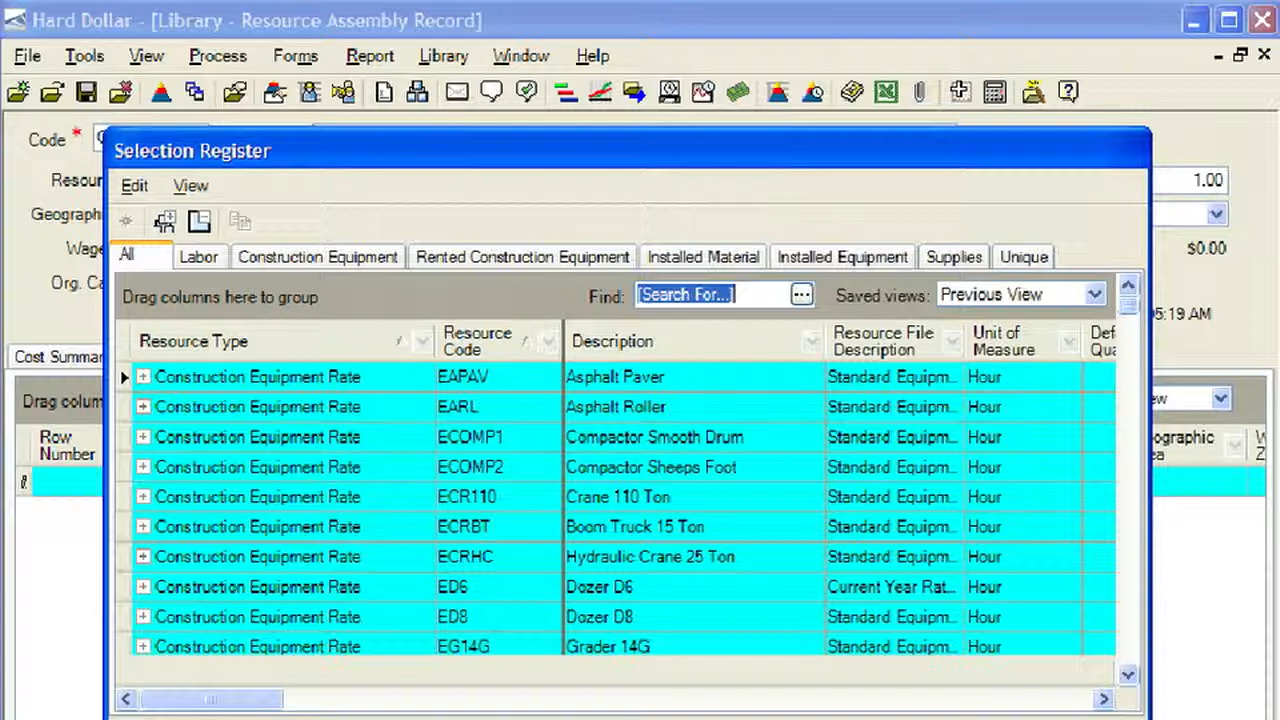 Hard Dollar - [Library - Resource Assembly Record]
File Tools View Process Forms Report Library Window Help
Code *
Selection Register
Resour
1.00
Edit View
Geograph
Wage
$0.00
All Labor Construction Equipment Rented Construction Equipment Installed Material Installed Equipment Supplies Unique
Org. Ca
Drag columns here to group Find: [Search For...] Saved views: Previous View
5:19 AM
Resource Type Resource Code Description Resource File Description Unit of Measure Def Qua
Cost Summar
Construction Equipment Rate EAPAV Asphalt Paver Standard Equipm... Hour
Drag colum
ew
Construction Equipment Rate EARL Asphalt Roller Standard Equipm... Hour
Row Number
ographic ea
Construction Equipment Rate ECOMP1 Compactor Smooth Drum Standard Equipm... Hour
Construction Equipment Rate ECOMP2 Compactor Sheeps Foot Standard Equipm... Hour
Construction Equipment Rate ECR110 Crane 110 Ton Standard Equipm... Hour
Construction Equipment Rate ECRBT Boom Truck 15 Ton Standard Equipm... Hour
Construction Equipment Rate ECRHC Hydraulic Crane 25 Ton Standard Equipm... Hour
Construction Equipment Rate ED6 Dozer D6 Current Year Rat... Hour
Construction Equipment Rate ED8 Dozer D8 Standard Equipm... Hour
Construction Equipment Rate EG14G Grader 14G Standard Equipm... Hour